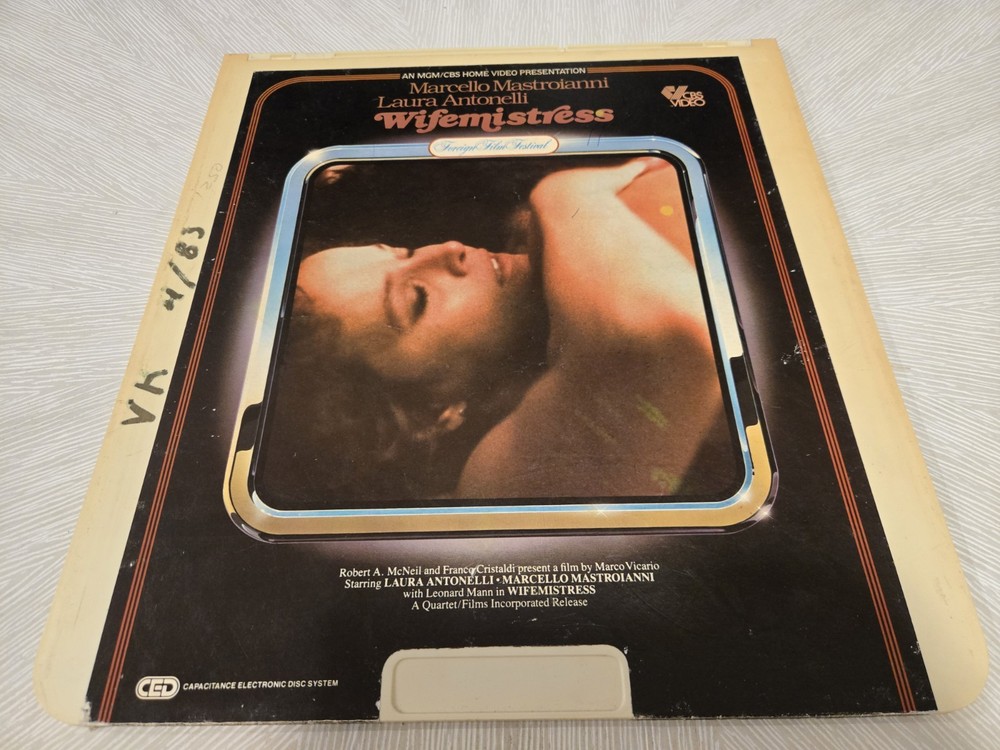 AN MGM/CBS HOME VIDEO PRESENTATION
Marcello Mastroianni
Laura Antonelli
Wifemistress
CBS
VIDEO
Foreign Film Festival
VK 4/83
Robert A. McNeil and Franco Cristaldi present a film by Marco Vicario
Starring LAURA ANTONELLI • MARCELLO MASTROIANNI
with Leonard Mann in WIFEMISTRESS
A Quartet/Films Incorporated Release
CED CAPACITANCE ELECTRONIC DISC SYSTEM